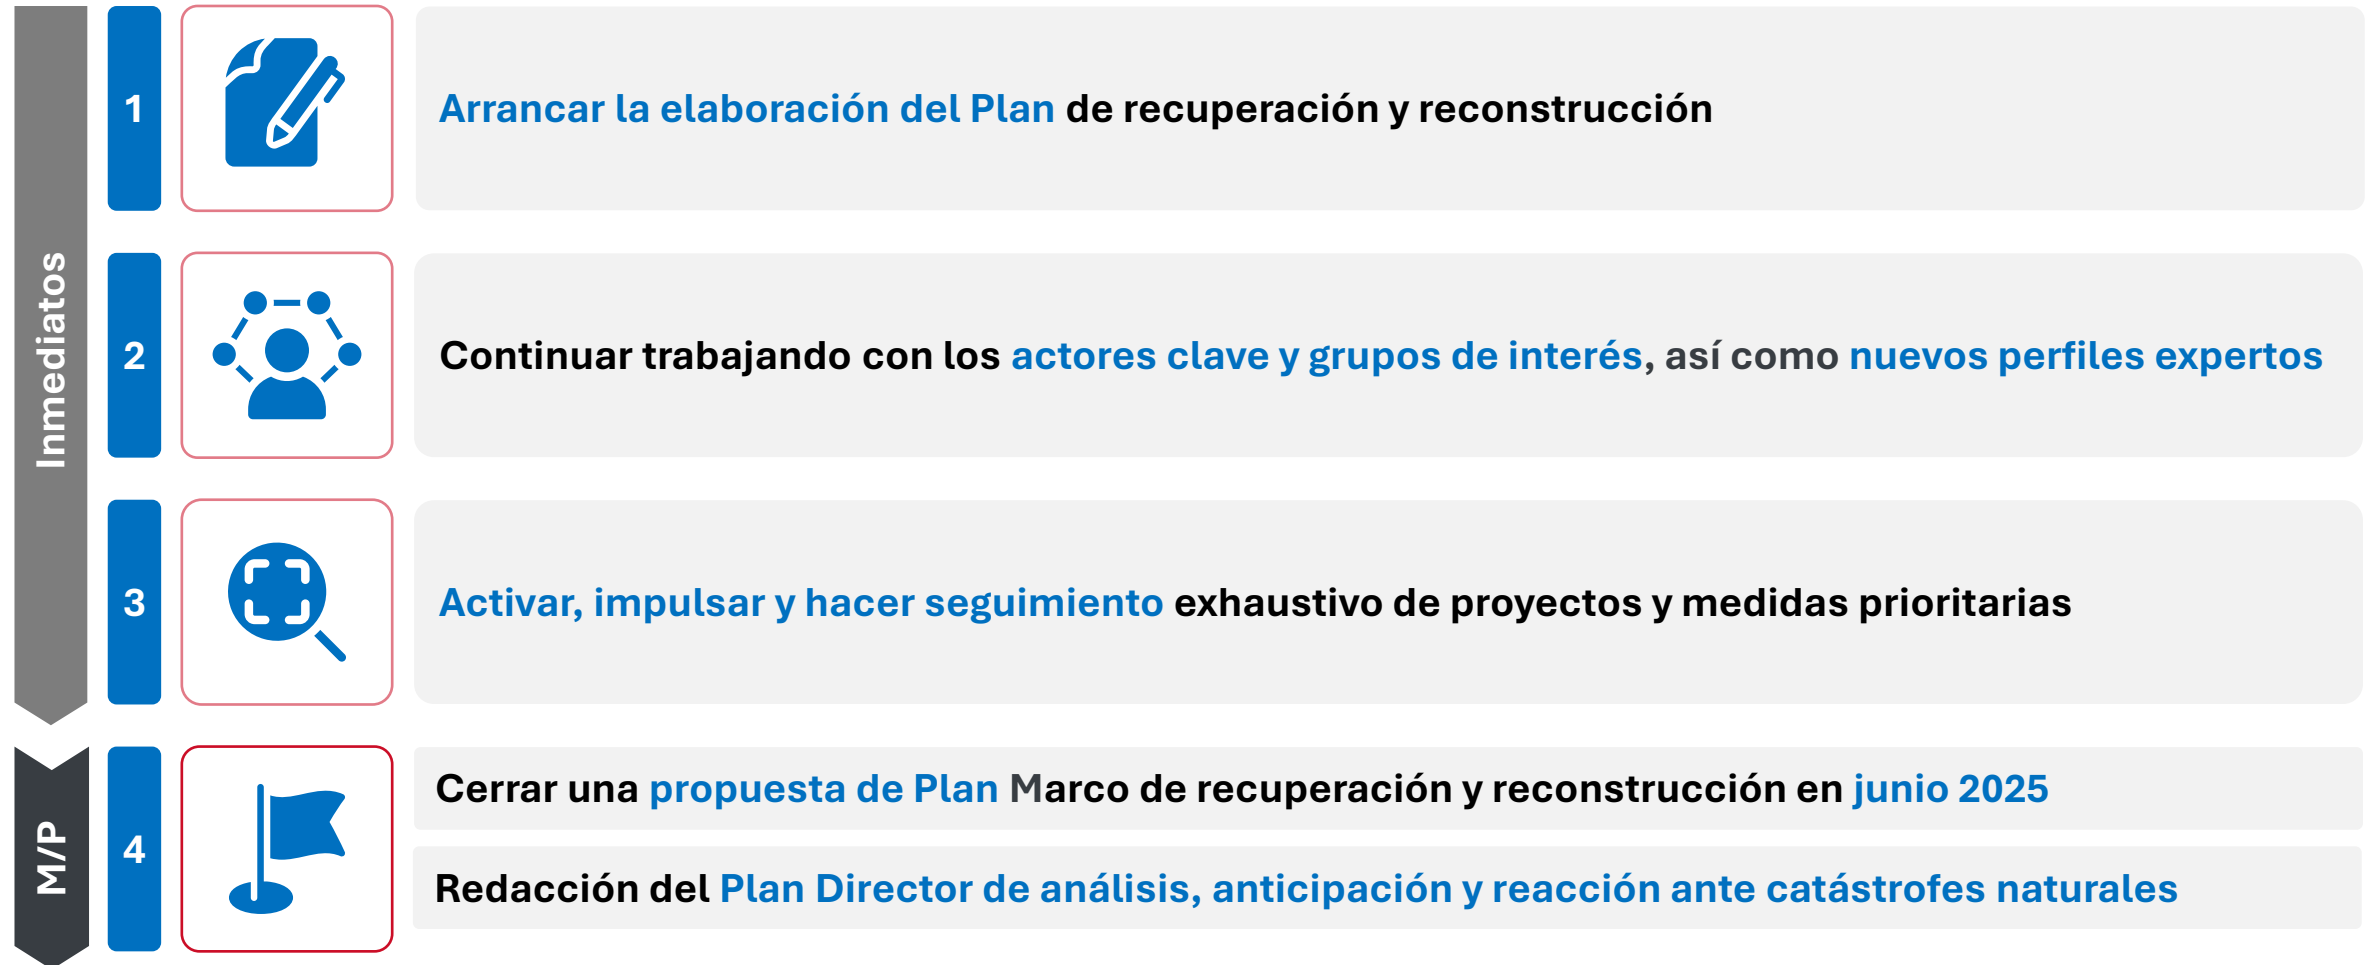 Inmediatos
1
Arrancar la elaboración del Plan de recuperación y reconstrucción
2
Continuar trabajando con los actores clave y grupos de interés, así como nuevos perfiles expertos
3
Activar, impulsar y hacer seguimiento exhaustivo de proyectos y medidas prioritarias
M/P
4
Cerrar una propuesta de Plan Marco de recuperación y reconstrucción en junio 2025
Redacción del Plan Director de análisis, anticipación y reacción ante catástrofes naturales